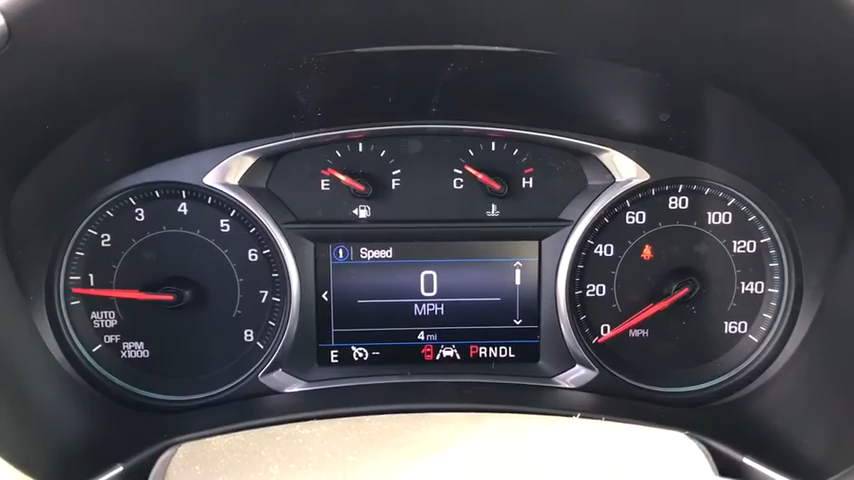 E F
C H
1 2 3 4 5 6 7 8
AUTO
STOP
OFF
RPM
X1000
i Speed
0
MPH
4 mi
E -- PRNDL
0 20 40 60 80 100 120 140 160
MPH